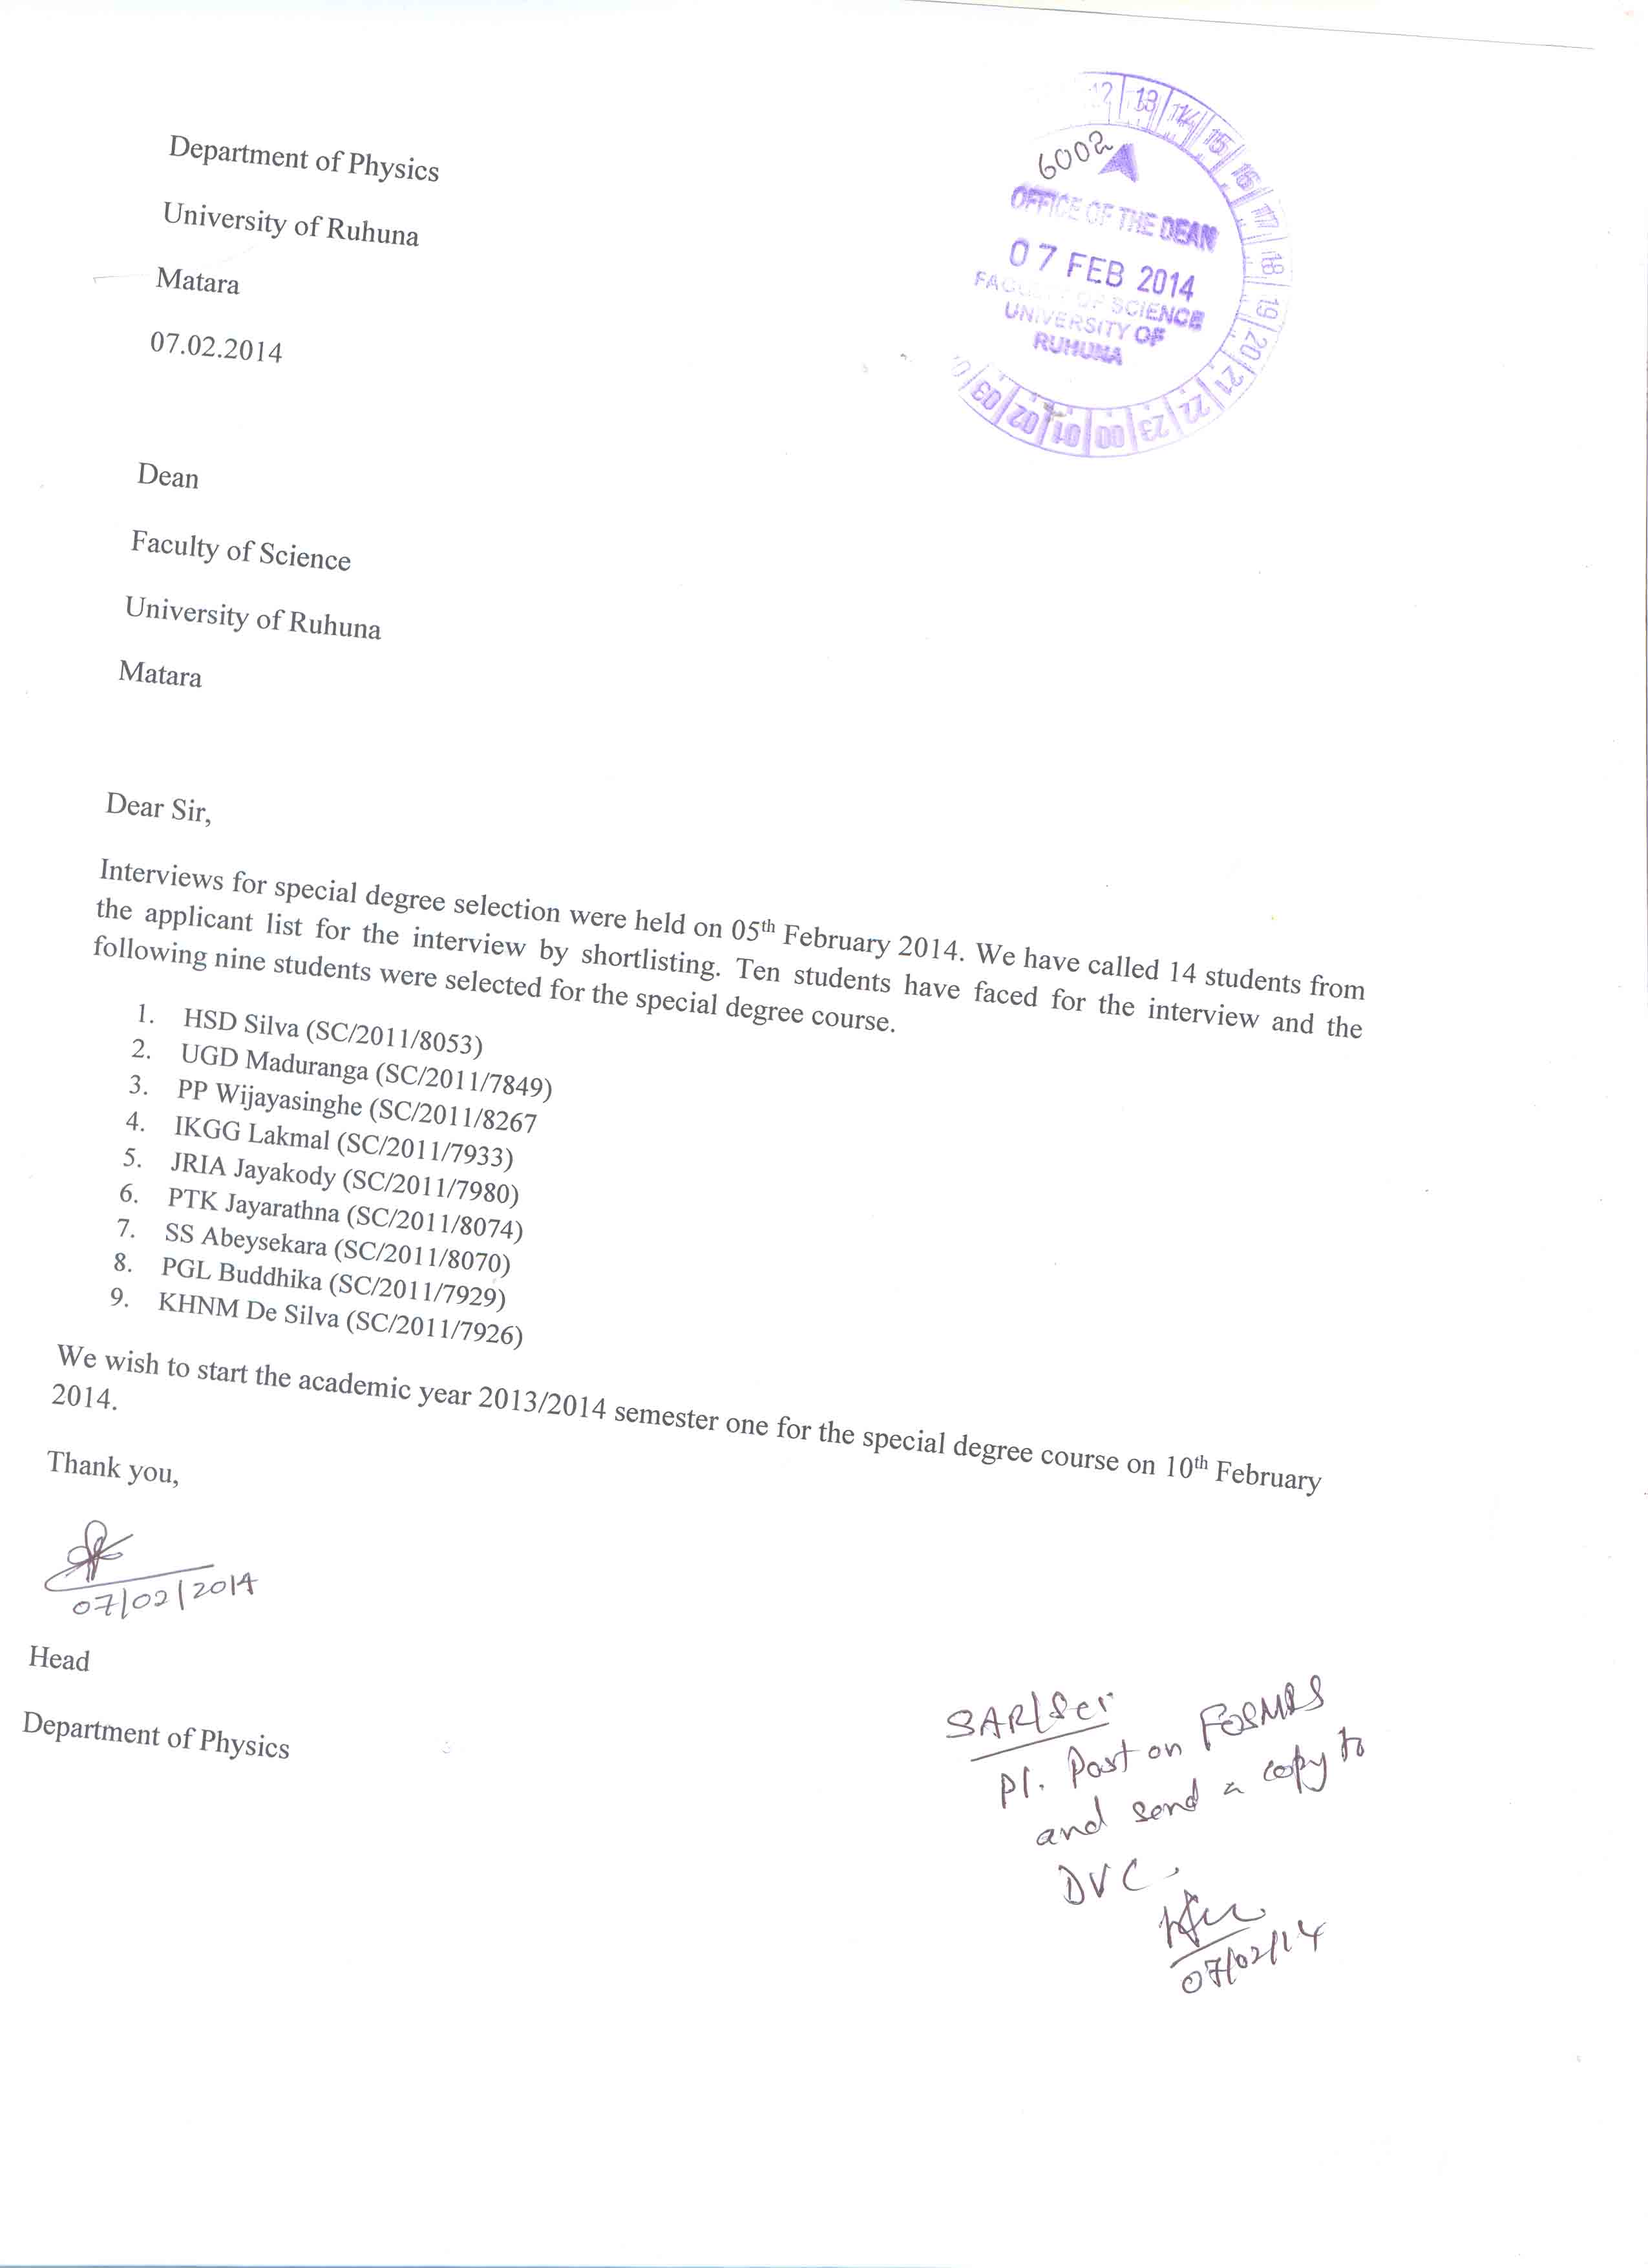 Department of Physics
University of Ruhuna
Matara
07.02.2014
12 13 14 15 16 17 18 19 20 21 22 23 00 01 02 03
6002
OFFICE OF THE DEAN
07 FEB 2014
FACULTY OF SCIENCE
UNIVERSITY OF
RUHUNA
Dean
Faculty of Science
University of Ruhuna
Matara
Dear Sir,
Interviews for special degree selection were held on 05th February 2014. We have called 14 students from
the applicant list for the interview by shortlisting. Ten students have faced for the interview and the
following nine students were selected for the special degree course.
1. HSD Silva (SC/2011/8053)
2. UGD Maduranga (SC/2011/7849)
3. PP Wijayasinghe (SC/2011/8267
4. IKGG Lakmal (SC/2011/7933)
5. JRIA Jayakody (SC/2011/7980)
6. PTK Jayarathna (SC/2011/8074)
7. SS Abeysekara (SC/2011/8070)
8. PGL Buddhika (SC/2011/7929)
9. KHNM De Silva (SC/2011/7926)
We wish to start the academic year 2013/2014 semester one for the special degree course on 10th February
2014.
Thank you,
07/02/2014
Head
Department of Physics
SAR/Sci
Pl. Post on FOSMIS
and send a copy to
DVC.
07/02/14